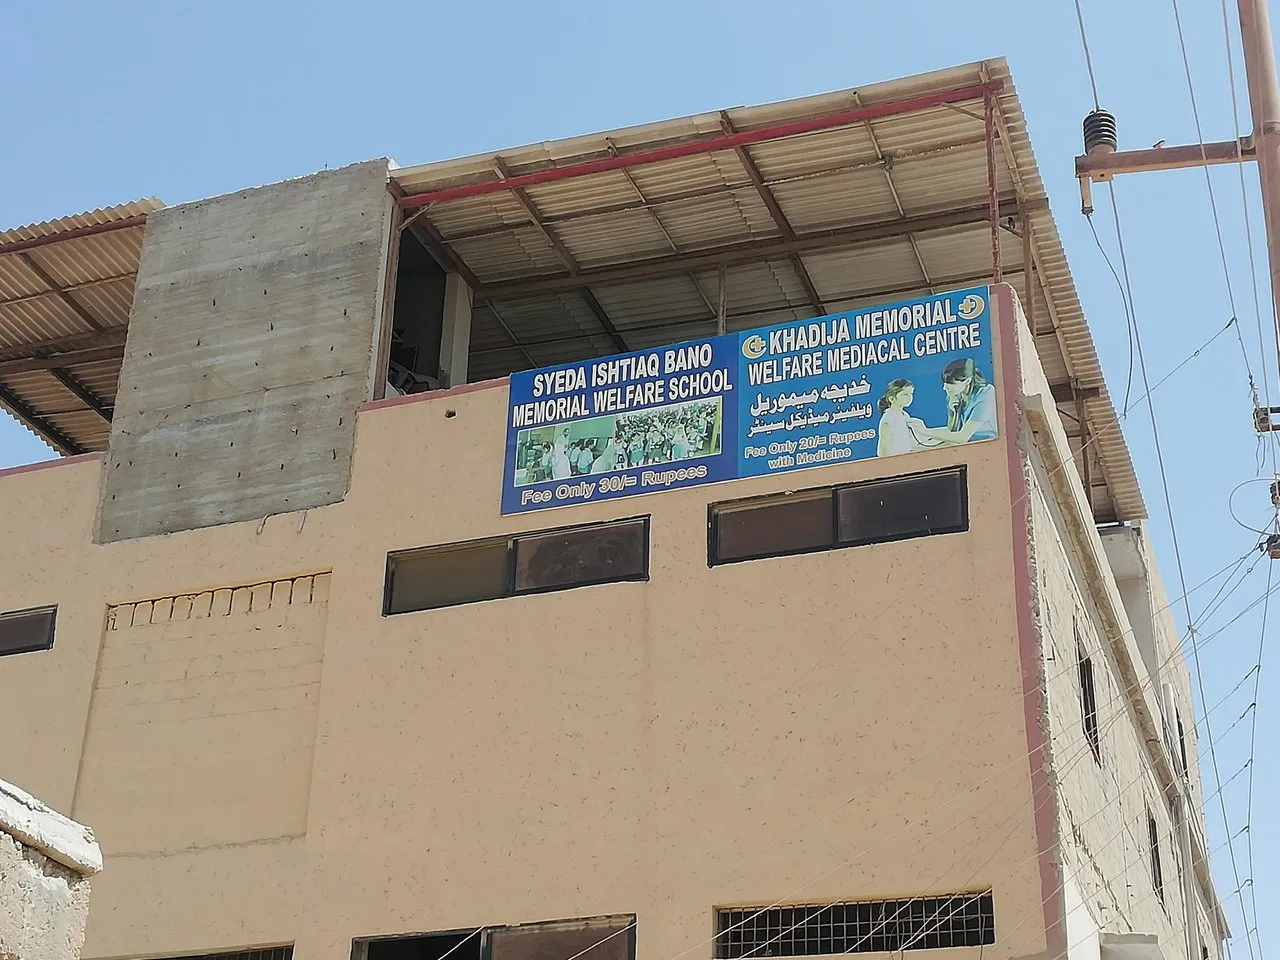 SYEDA ISHTIAQ BANO
MEMORIAL WELFARE SCHOOL
Fee Only 30/= Rupees
KHADIJA MEMORIAL
WELFARE MEDIACAL CENTRE
خدیجہ میموریل
ویلفیئر میڈیکل سینٹر
Fee Only 20/= Rupees
with Medicine